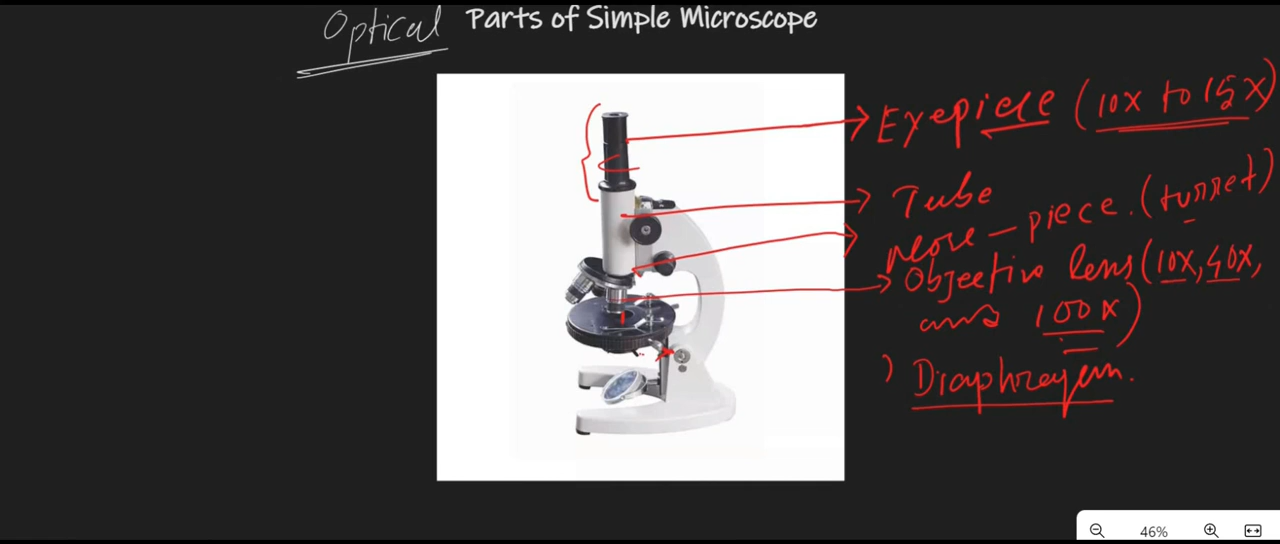 Optical Parts of Simple Microscope
Eyepiece (10x to 15x)
Tube
Nose-piece. (turret)
Objective lens (10x, 40x,
and 100x)
) Diaphragm.
46%